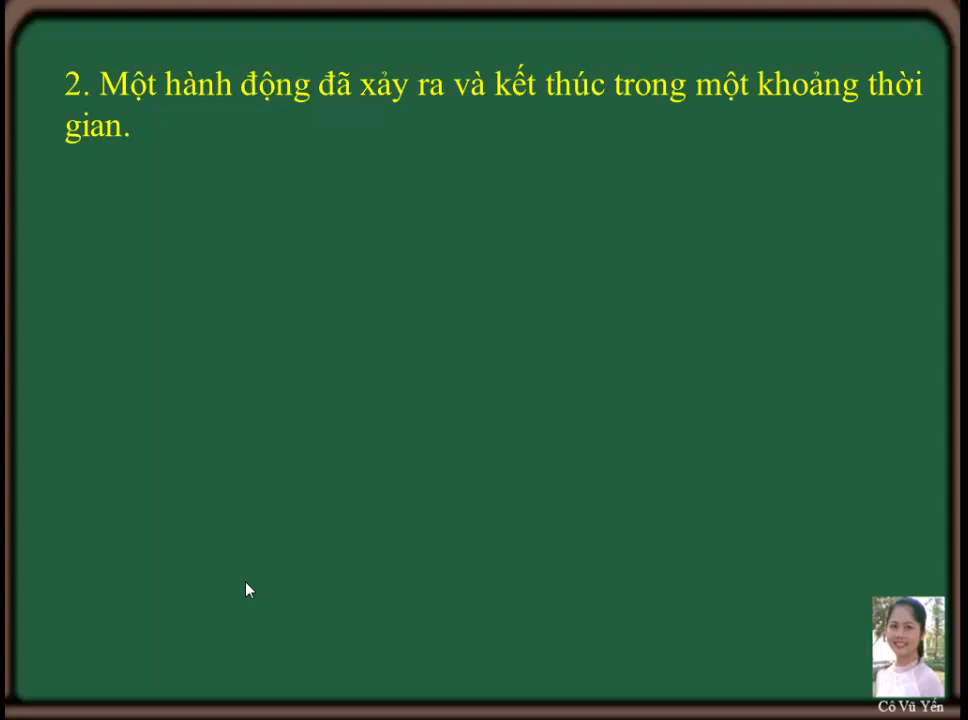 2. Một hành động đã xảy ra và kết thúc trong một khoảng thời
gian.
Cô Vũ Yến